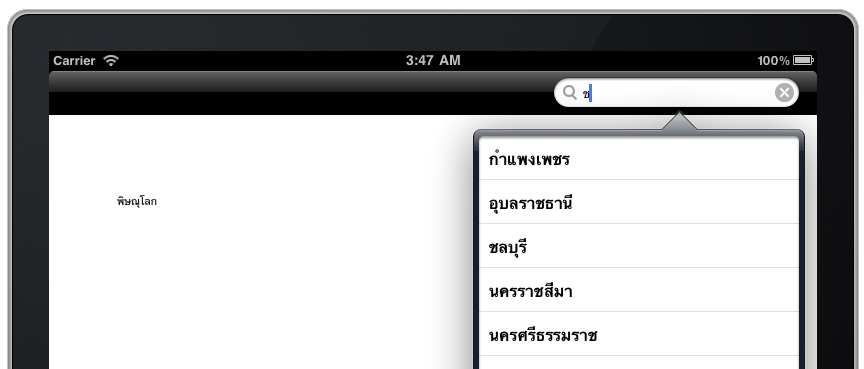 Carrier 3:47 AM 100%
ช
กำแพงเพชร
พิษณุโลก
อุบลราชธานี
ชลบุรี
นครราชสีมา
นครศรีธรรมราช